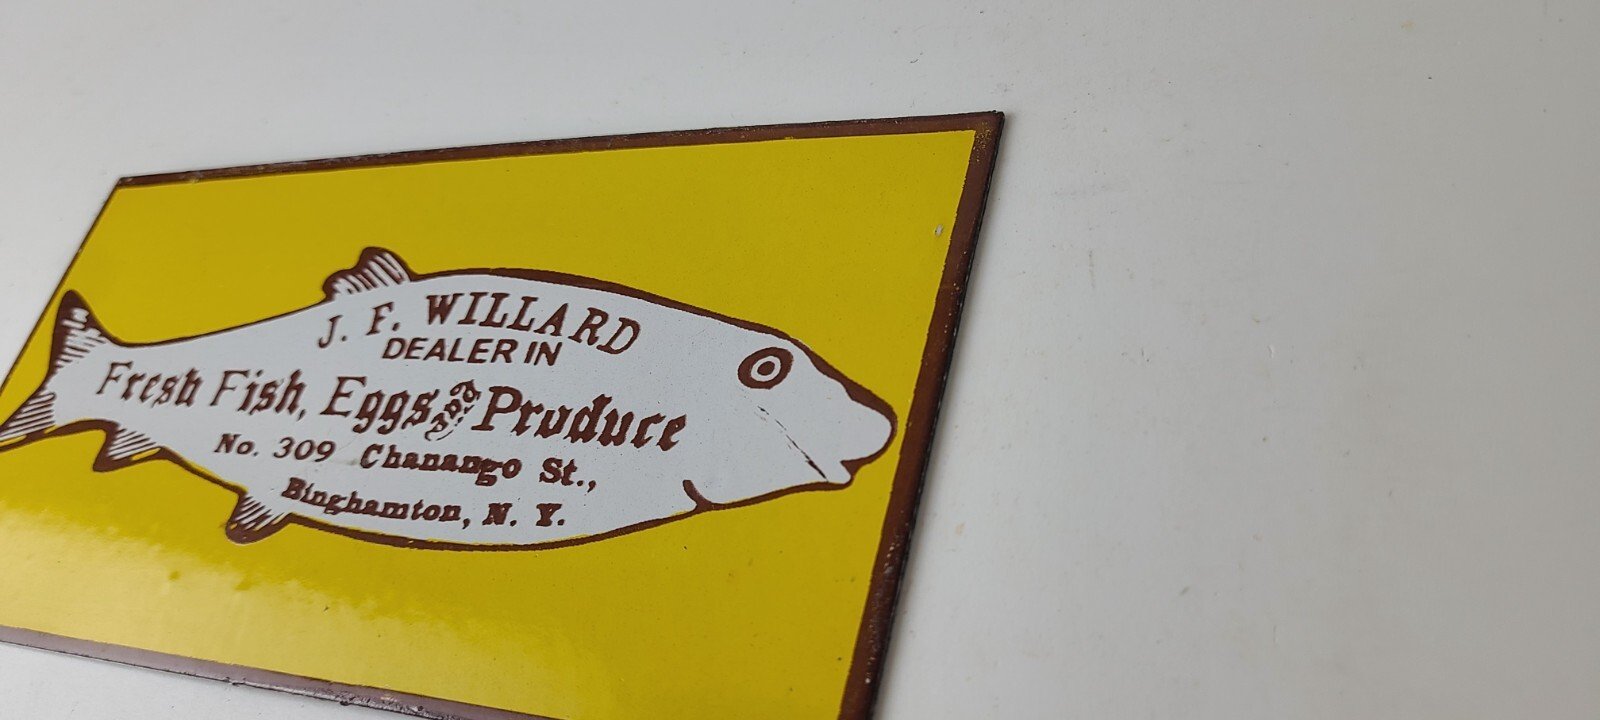 J. F. WILLARD
DEALER IN
Fresh Fish, Eggs and Produce
No. 309 Chanango St.,
Binghamton, N. Y.